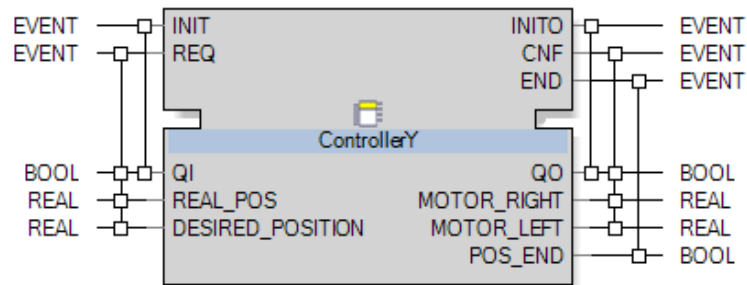 EVENT INIT INITO EVENT
EVENT REQ CNF EVENT
END EVENT
ControllerY
BOOL QI QO BOOL
REAL REAL_POS MOTOR_RIGHT REAL
REAL DESIRED_POSITION MOTOR_LEFT REAL
POS_END BOOL